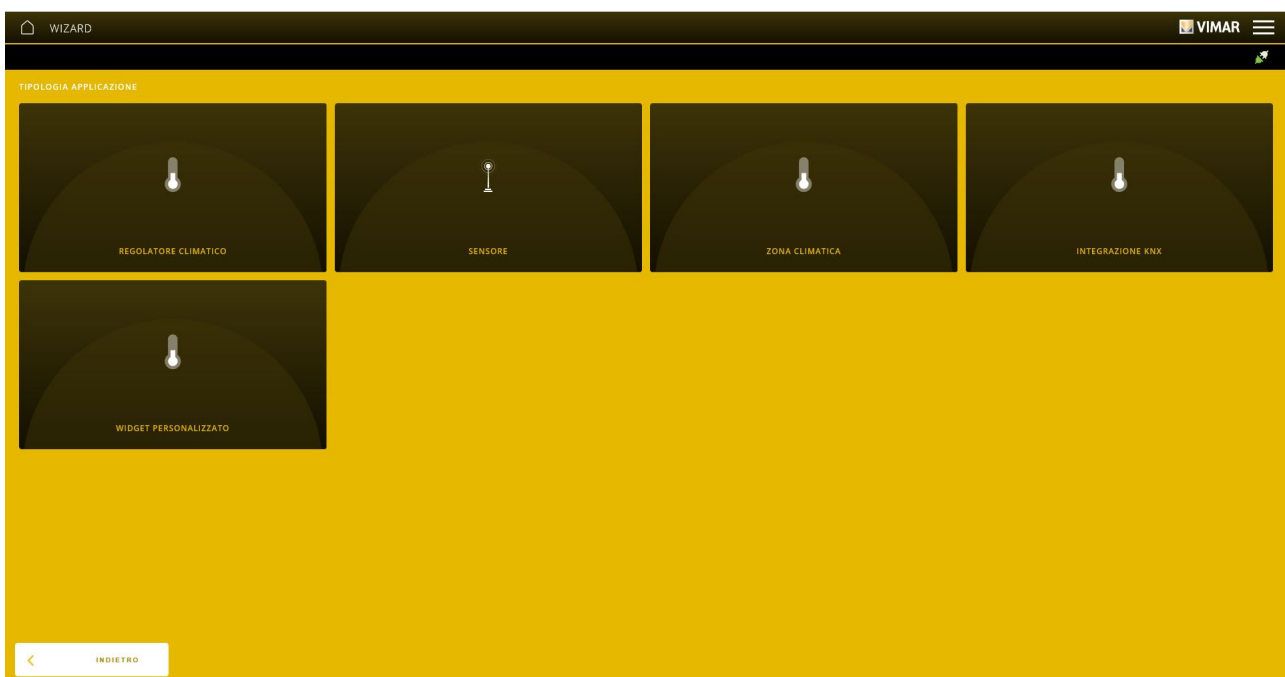 WIZARD
VIMAR
TIPOLOGIA APPLICAZIONE
REGOLATORE CLIMATICO
SENSORE
ZONA CLIMATICA
INTEGRAZIONE KNX
WIDGET PERSONALIZZATO
INDIETRO